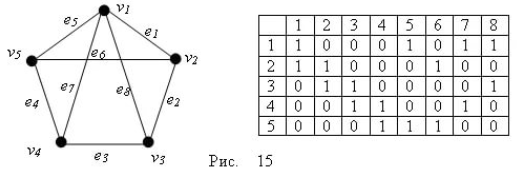 v1
e5
e1
v5
e6
v2
e7
e8
e4
e2
v4
e3
v3
1 2 3 4 5 6 7 8
1 1 0 0 0 1 0 1 1
2 1 1 0 0 0 1 0 0
3 0 1 1 0 0 0 0 1
4 0 0 1 1 0 0 1 0
5 0 0 0 1 1 1 0 0
Рис. 15